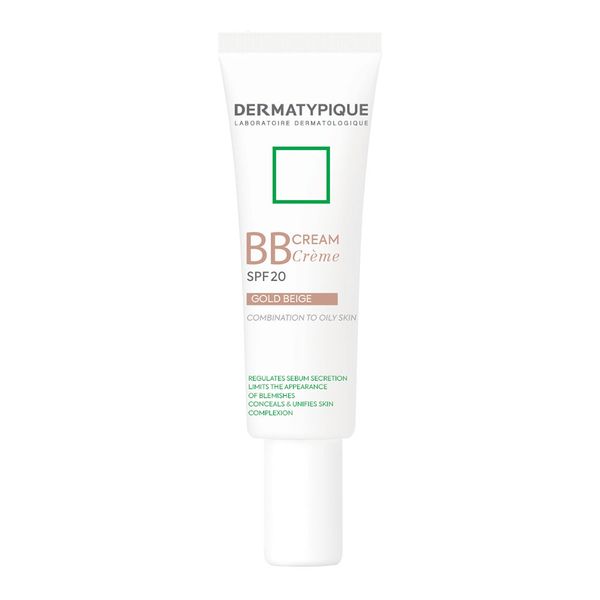 DERMATYPIQUE
LABORATOIRE DERMATOLOGIQUE
BB CREAM
Crème
SPF20
GOLD BEIGE
COMBINATION TO OILY SKIN
REGULATES SEBUM SECRETION
LIMITS THE APPEARANCE
OF BLEMISHES
CONCEALS & UNIFIES SKIN
COMPLEXION